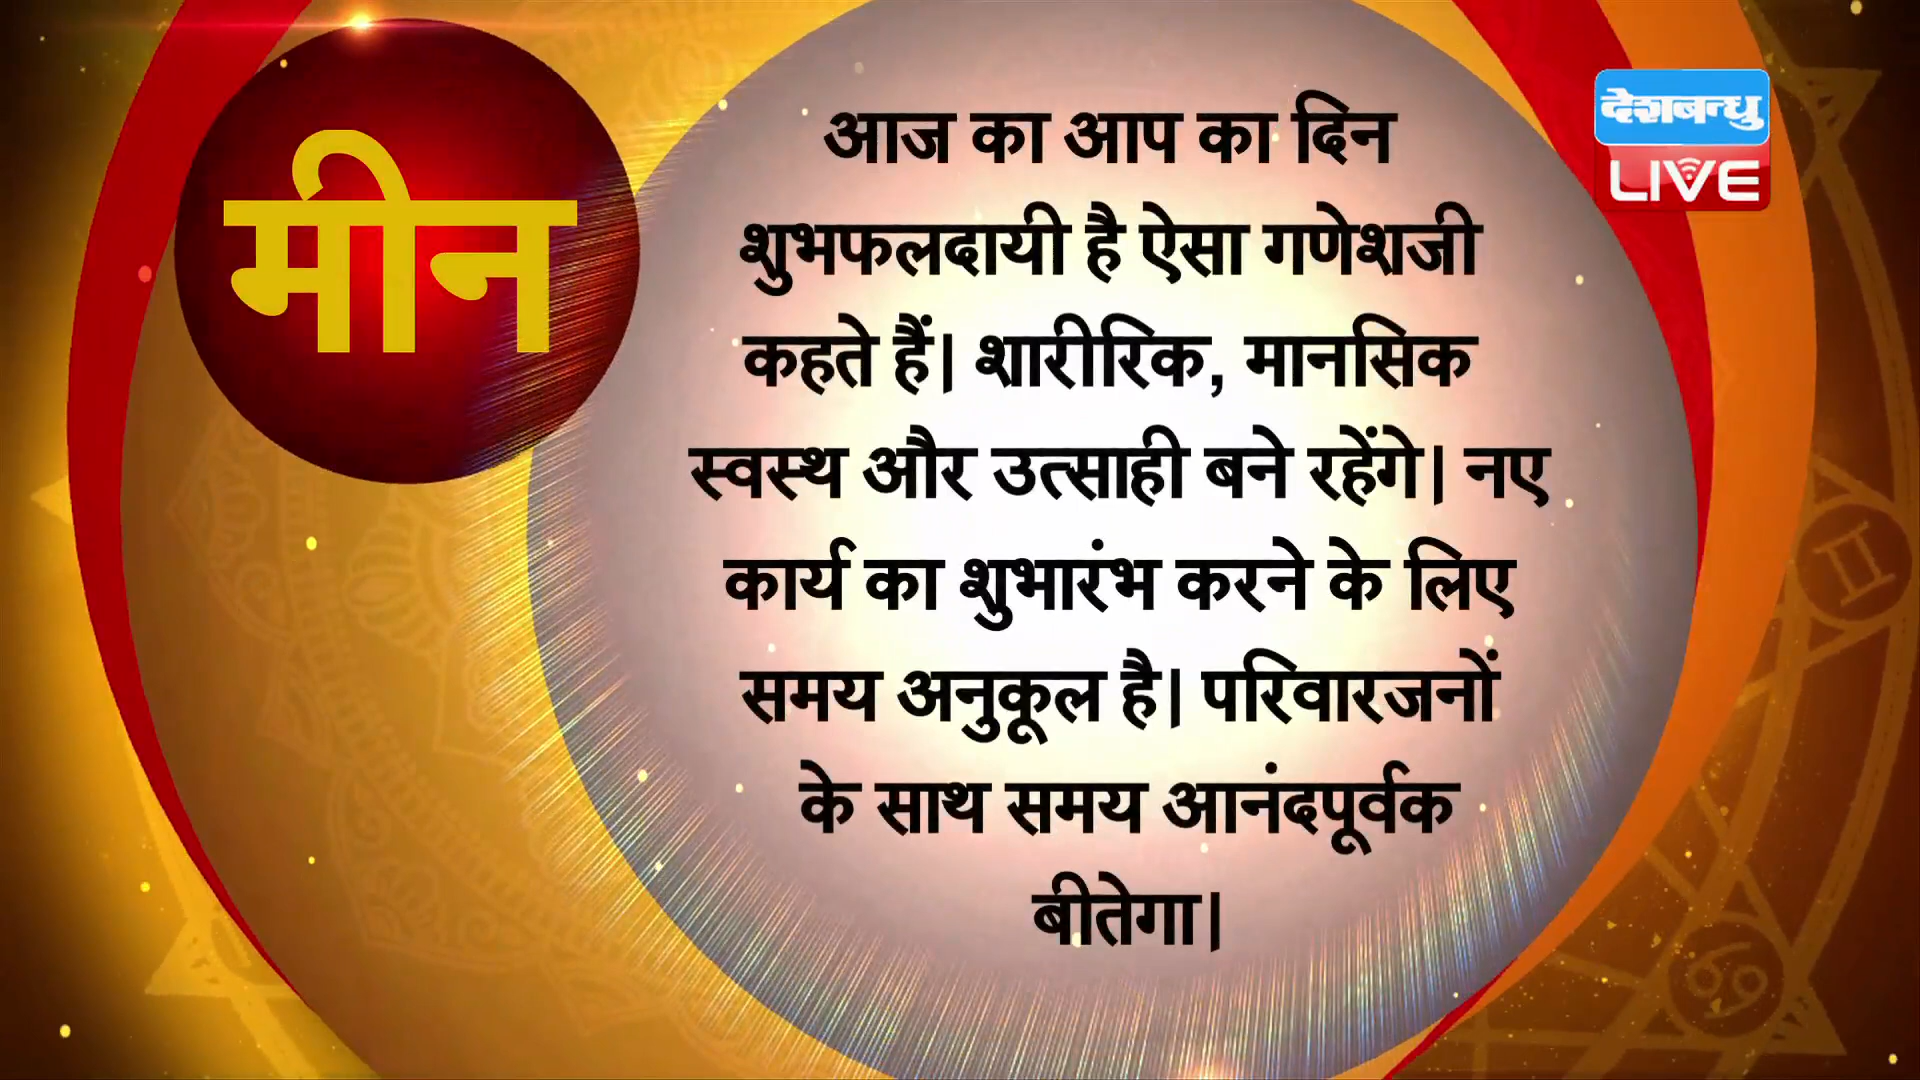 मीन
आज का आप का दिन
शुभफलदायी है ऐसा गणेशजी
कहते हैं। शारीरिक, मानसिक
स्वस्थ और उत्साही बने रहेंगे। नए
कार्य का शुभारंभ करने के लिए
समय अनुकूल है। परिवारजनों
के साथ समय आनंदपूर्वक
बीतेगा।
देशबन्धु
LIVE